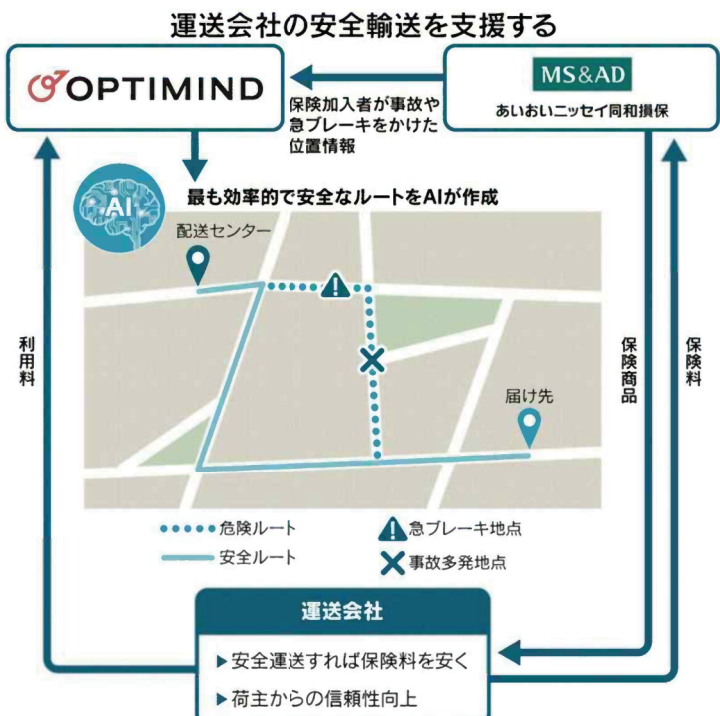 運送会社の安全輸送を支援する
OPTIMIND
MS&AD
あいおいニッセイ同和損保
保険加入者が事故や
急ブレーキをかけた
位置情報
AI
最も効率的で安全なルートをAIが作成
配送センター
届け先
利用料
保険商品
保険料
危険ルート
急ブレーキ地点
安全ルート
事故多発地点
運送会社
▶安全運送すれば保険料を安く
▶荷主からの信頼性向上